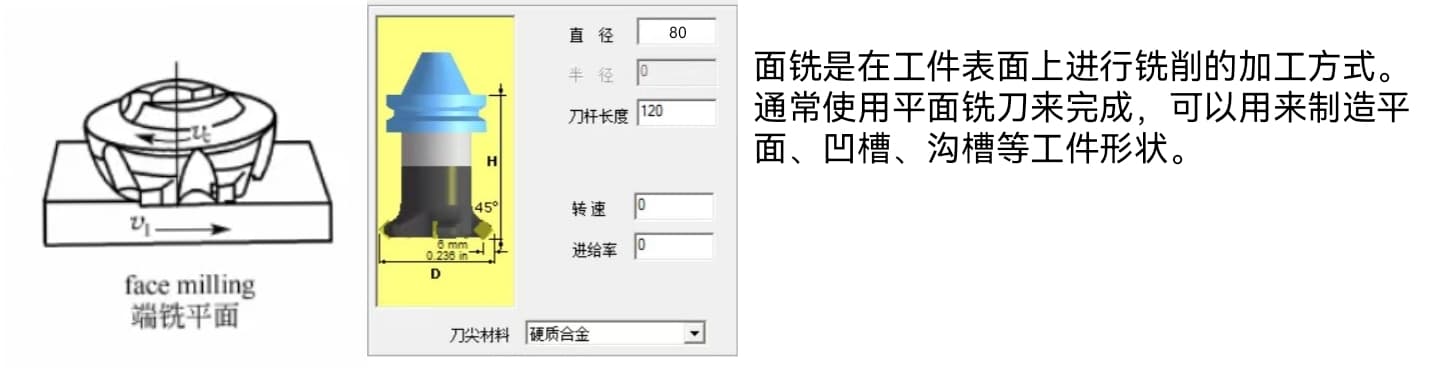 υc
υ1
face milling
端铣平面
直 径 80
半 径 0
刀杆长度 120
H
45°
6 mm
0.236 in
D
转速 0
进给率 0
刀尖材料 硬质合金
面铣是在工件表面上进行铣削的加工方式。
通常使用平面铣刀来完成，可以用来制造平
面、凹槽、沟槽等工件形状。